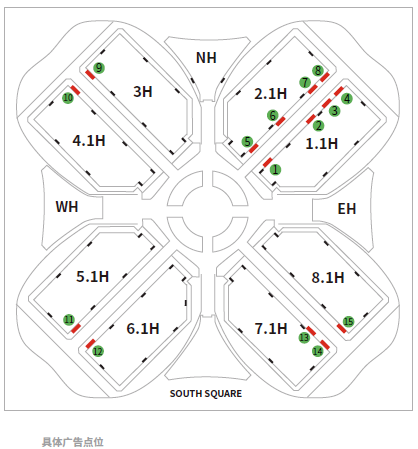 NH
9
8
7
10
3H
2.1H
4
3
6
2
4.1H
5
1.1H
1
WH
EH
5.1H
8.1H
11
6.1H
7.1H
15
13
12
14
SOUTH SQUARE
具体广告点位